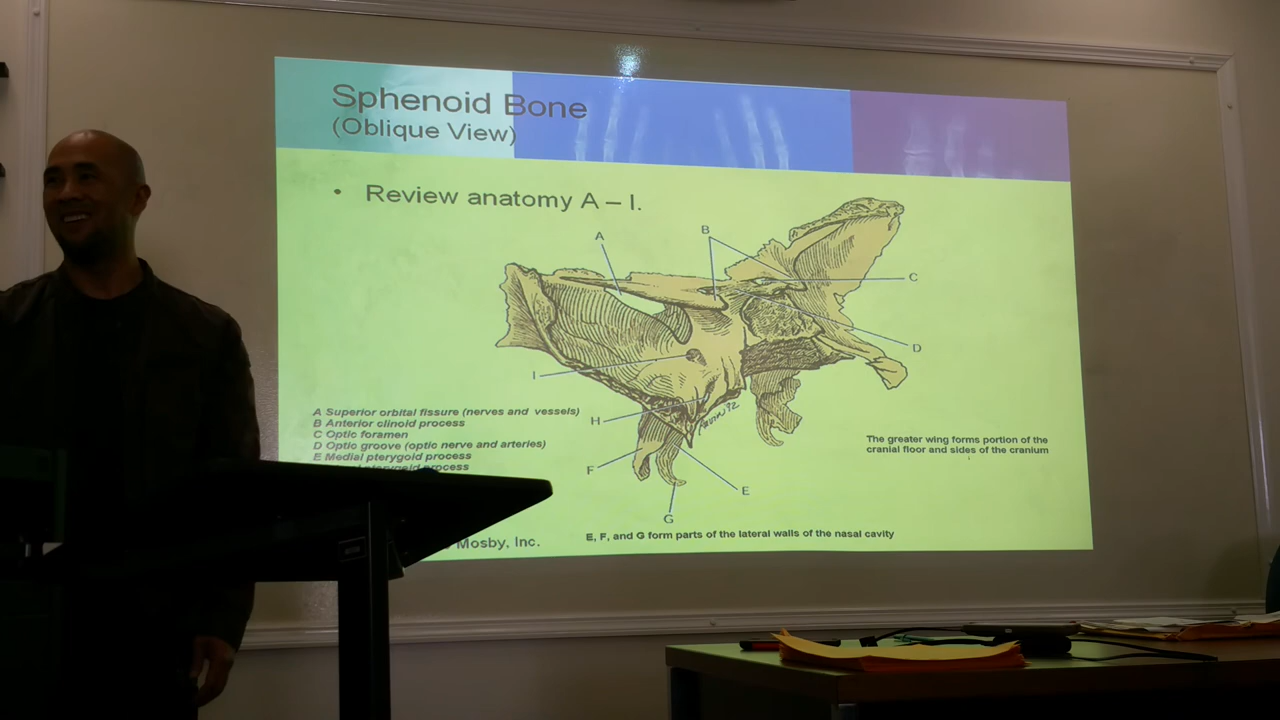 Sphenoid Bone
(Oblique View)
• Review anatomy A – I.
A
B
C
D
I
H
F
E
G
A Superior orbital fissure (nerves and vessels)
B Anterior clinoid process
C Optic foramen
D Optic groove (optic nerve and arteries)
E Medial pterygoid process
pterygoid process
The greater wing forms portion of the
cranial floor and sides of the cranium
Mosby, Inc.
E, F, and G form parts of the lateral walls of the nasal cavity